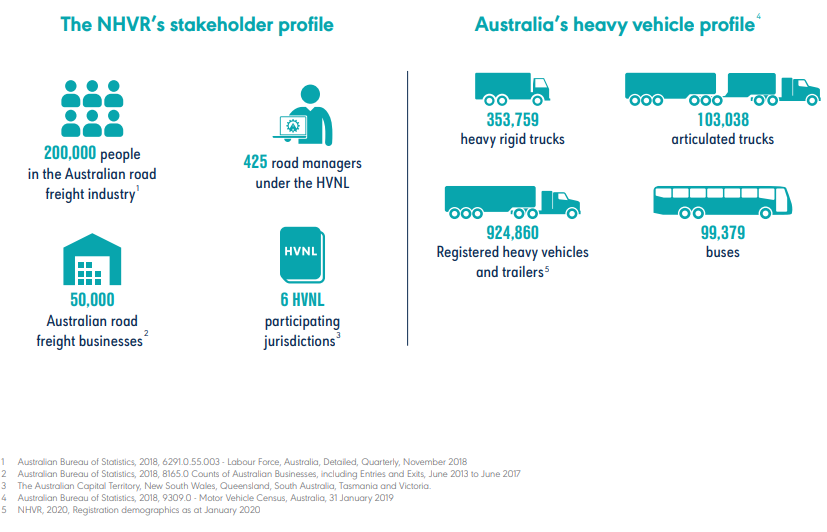 The NHVR's stakeholder profile
200,000 people
in the Australian road
freight industry1
425 road managers
under the HVNL
50,000
Australian road
freight businesses2
HVNL
6 HVNL
participating
jurisdictions3
Australia's heavy vehicle profile4
353,759
heavy rigid trucks
103,038
articulated trucks
924,860
Registered heavy vehicles
and trailers5
99,379
buses
1 Australian Bureau of Statistics, 2018, 6291.0.55.003 - Labour Force, Australia, Detailed, Quarterly, November 2018
2 Australian Bureau of Statistics, 2018, 8165.0 Counts of Australian Businesses, including Entries and Exits, June 2013 to June 2017
3 The Australian Capital Territory, New South Wales, Queensland, South Australia, Tasmania and Victoria.
4 Australian Bureau of Statistics, 2018, 9309.0 - Motor Vehicle Census, Australia, 31 January 2019
5 NHVR, 2020, Registration demographics as at January 2020